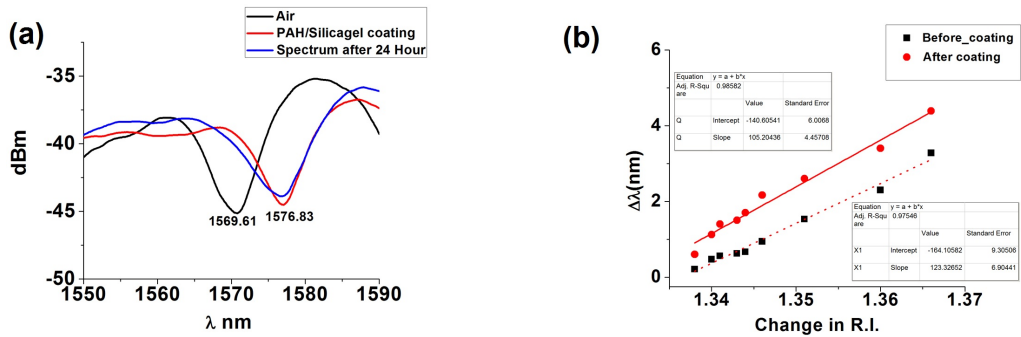 (a)
Air
PAH/Silicagel coating
Spectrum after 24 Hour
-35
-40
-45
-50
dBm
1569.61
1576.83
1550
1560
1570
1580
1590
λ nm
(b)
Before_coating
After coating
6
4
2
0
Δλ(nm)
Equation y = a + b*x
Adj. R-Squ are 0.98582
Value Standard Error
Q Intercept -140.60541 6.0068
Q Slope 105.20436 4.45708
Equation y = a + b*x
Adj. R-Squ are 0.97546
Value Standard Error
X1 Intercept -164.10582 9.30506
X1 Slope 123.32652 6.90441
1.34
1.35
1.36
1.37
Change in R.I.